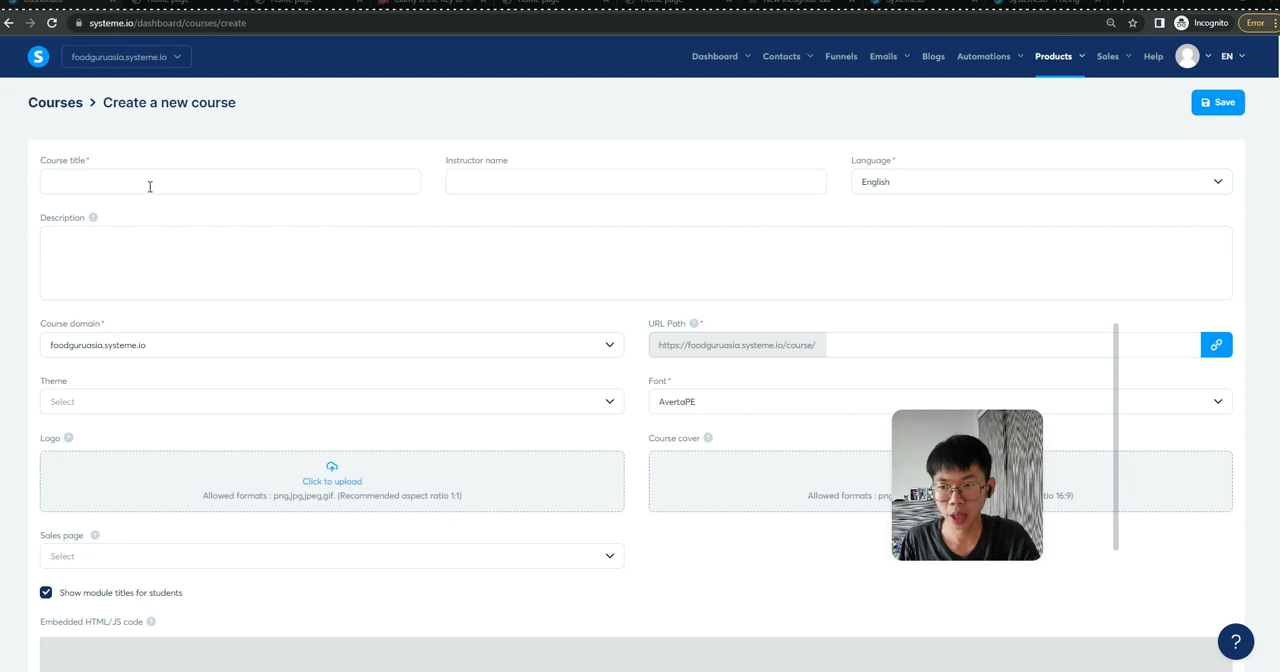 systeme.io/dashboard/courses/create
Incognito
Error
S
foodguruasia.systeme.io
Dashboard
Contacts
Funnels
Emails
Blogs
Automations
Products
Sales
Help
EN
Courses > Create a new course
Save
Course title*
Instructor name
Language*
English
Description ?
Course domain*
URL Path ? *
foodguruasia.systeme.io
https://foodguruasia.systeme.io/course/
Theme
Font*
Select
AvertaPE
Logo ?
Course cover ?
Click to upload
Allowed formats : png,jpg,jpeg,gif. (Recommended aspect ratio 1:1)
Allowed formats : png
io 16:9)
Sales page ?
Select
Show module titles for students
Embedded HTML/JS code ?
?